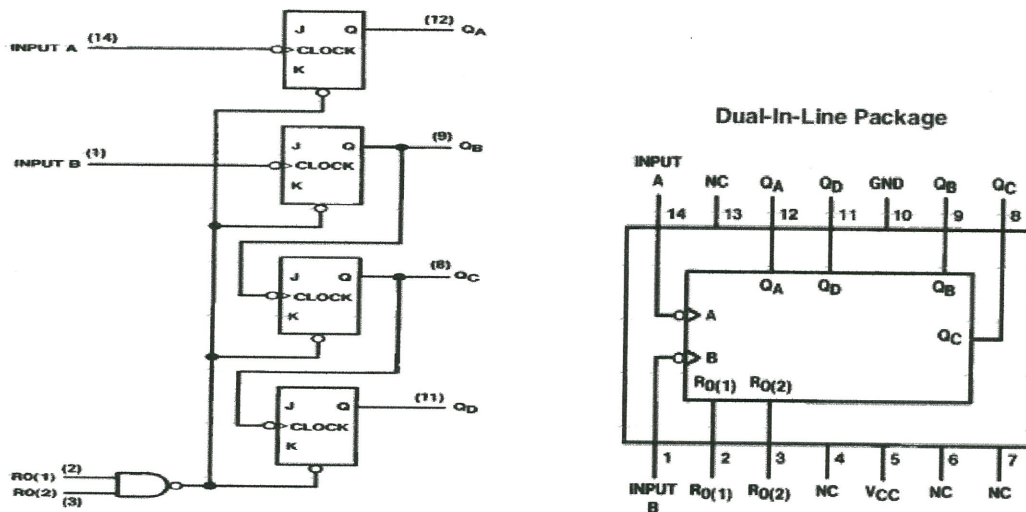 J Q (12) QA
INPUT A (14) CLOCK
K
J Q (9) QB
INPUT B (1) CLOCK
K
J Q (8) QC
CLOCK
K
J Q (11) QD
CLOCK
K
RO(1) (2)
RO(2) (3)
Dual-In-Line Package
INPUT A NC QA QD GND QB QC
14 13 12 11 10 9 8
QA QD QB
A
QC
B
R0(1) R0(2)
1 2 3 4 5 6 7
INPUT B R0(1) R0(2) NC VCC NC NC